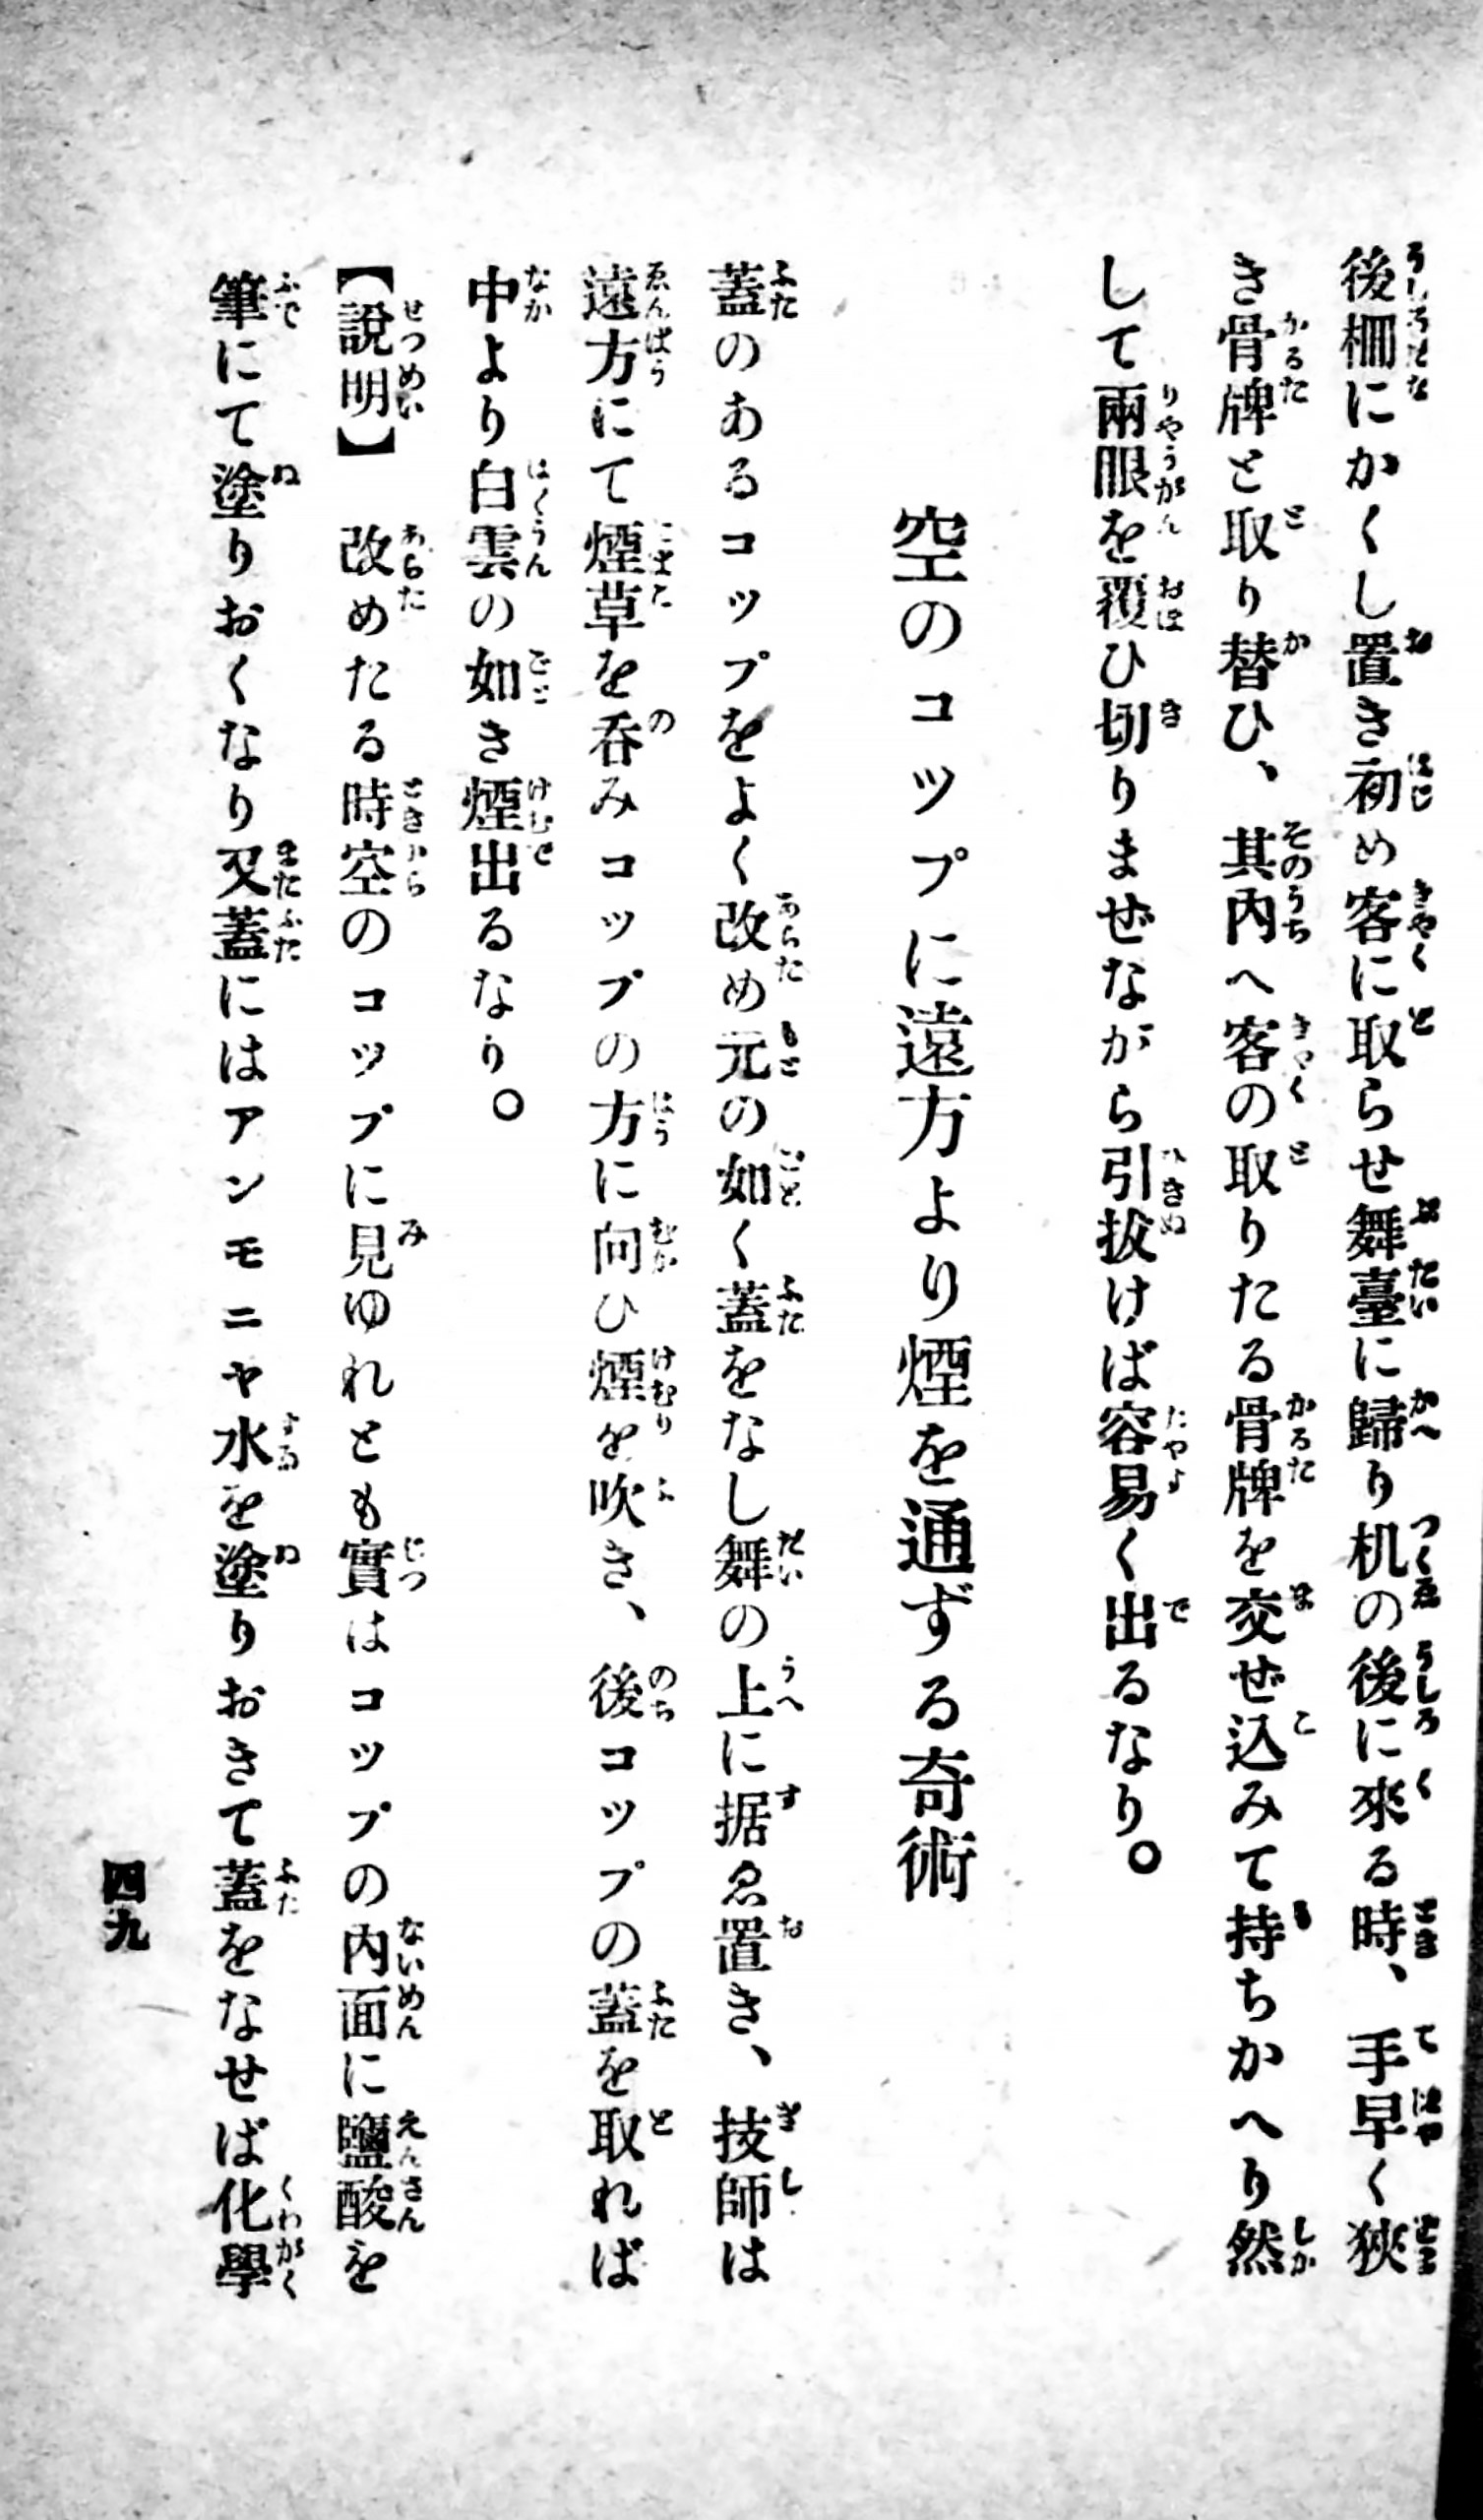 後柵にかくし置き初め客に取らせ舞臺に歸り机の後に來る時、手早く狹
き骨牌と取り替ひ、其內へ客の取りたる骨牌を交ぜ込みて持ちかへり然
して兩眼を覆ひ切りまぜながら引拔けば容易く出るなり。
空のコップに遠方より煙を通ずる奇術
蓋のあるコップをよく改め元の如く蓋をなし舞の上に据ゑ置き、技師は
遠方にて煙草を呑みコップの方に向ひ煙を吹き、後コップの蓋を取れば
中より白雲の如き煙出るなり。
【說明】 改めたる時空のコップに見ゆれとも實はコップの內面に鹽酸を
筆にて塗りおくなり又蓋にはアンモニヤ水を塗りおきて蓋をなせば化學
四九